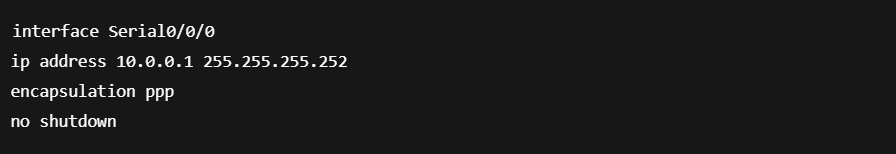 interface Serial0/0/0
ip address 10.0.0.1 255.255.255.252
encapsulation ppp
no shutdown